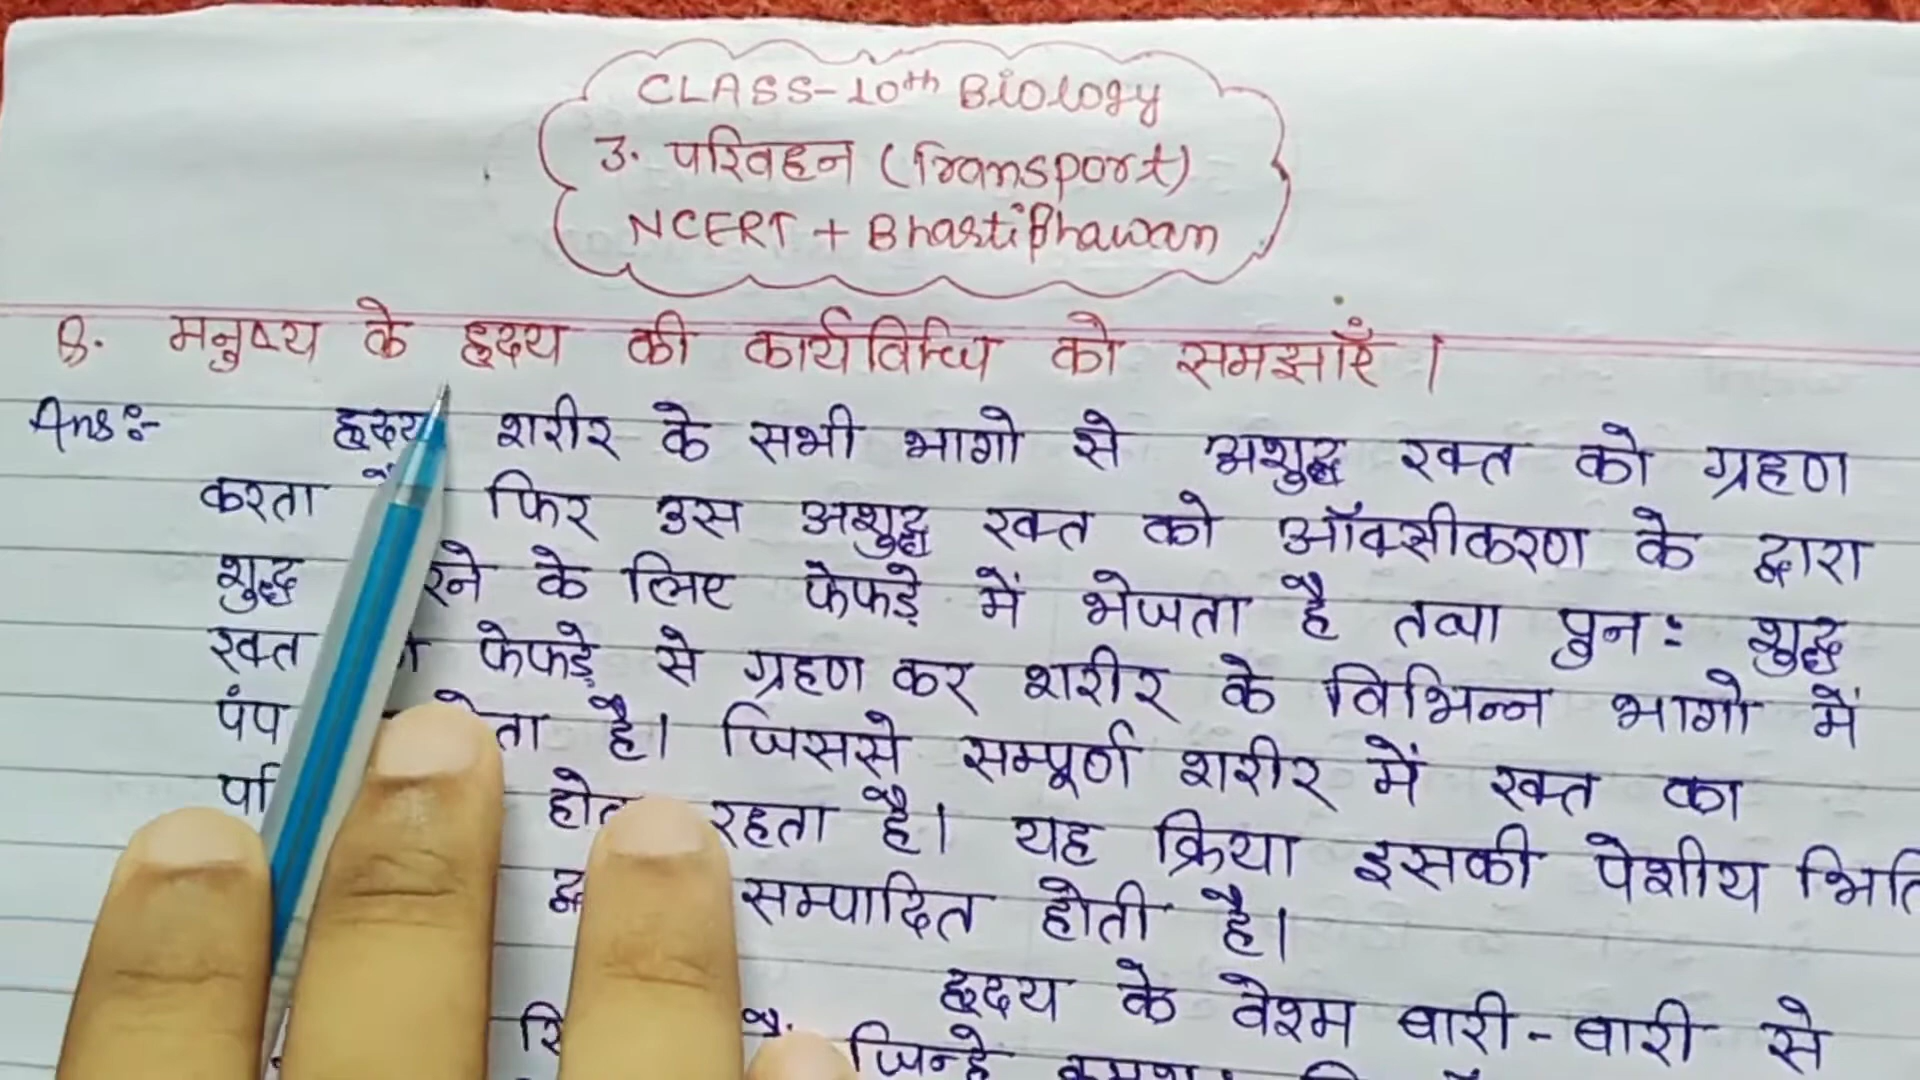 CLASS-10th Biology
3. परिवहन (Transport)
NCERT + BhartiBhawan
Q. मनुष्य के हृदय की कार्यविधि को समझाएँ।
Ans:- हृदय शरीर के सभी भागो से अशुद्ध रक्त को ग्रहण
करता फिर उस अशुद्ध रक्त को ऑक्सीकरण के द्वारा
शुद्ध के लिए फेफड़े में भेजता है तथा पुनः शुद्ध
रक्त फेफड़े से ग्रहण कर शरीर के विभिन्न भागो में
पंप है। जिससे सम्पूर्ण शरीर में रक्त का
रहता है। यह क्रिया इसकी पेशीय
सम्पादित होती है।
हृदय के वेश्म बारी-बारी से
जिन्हे